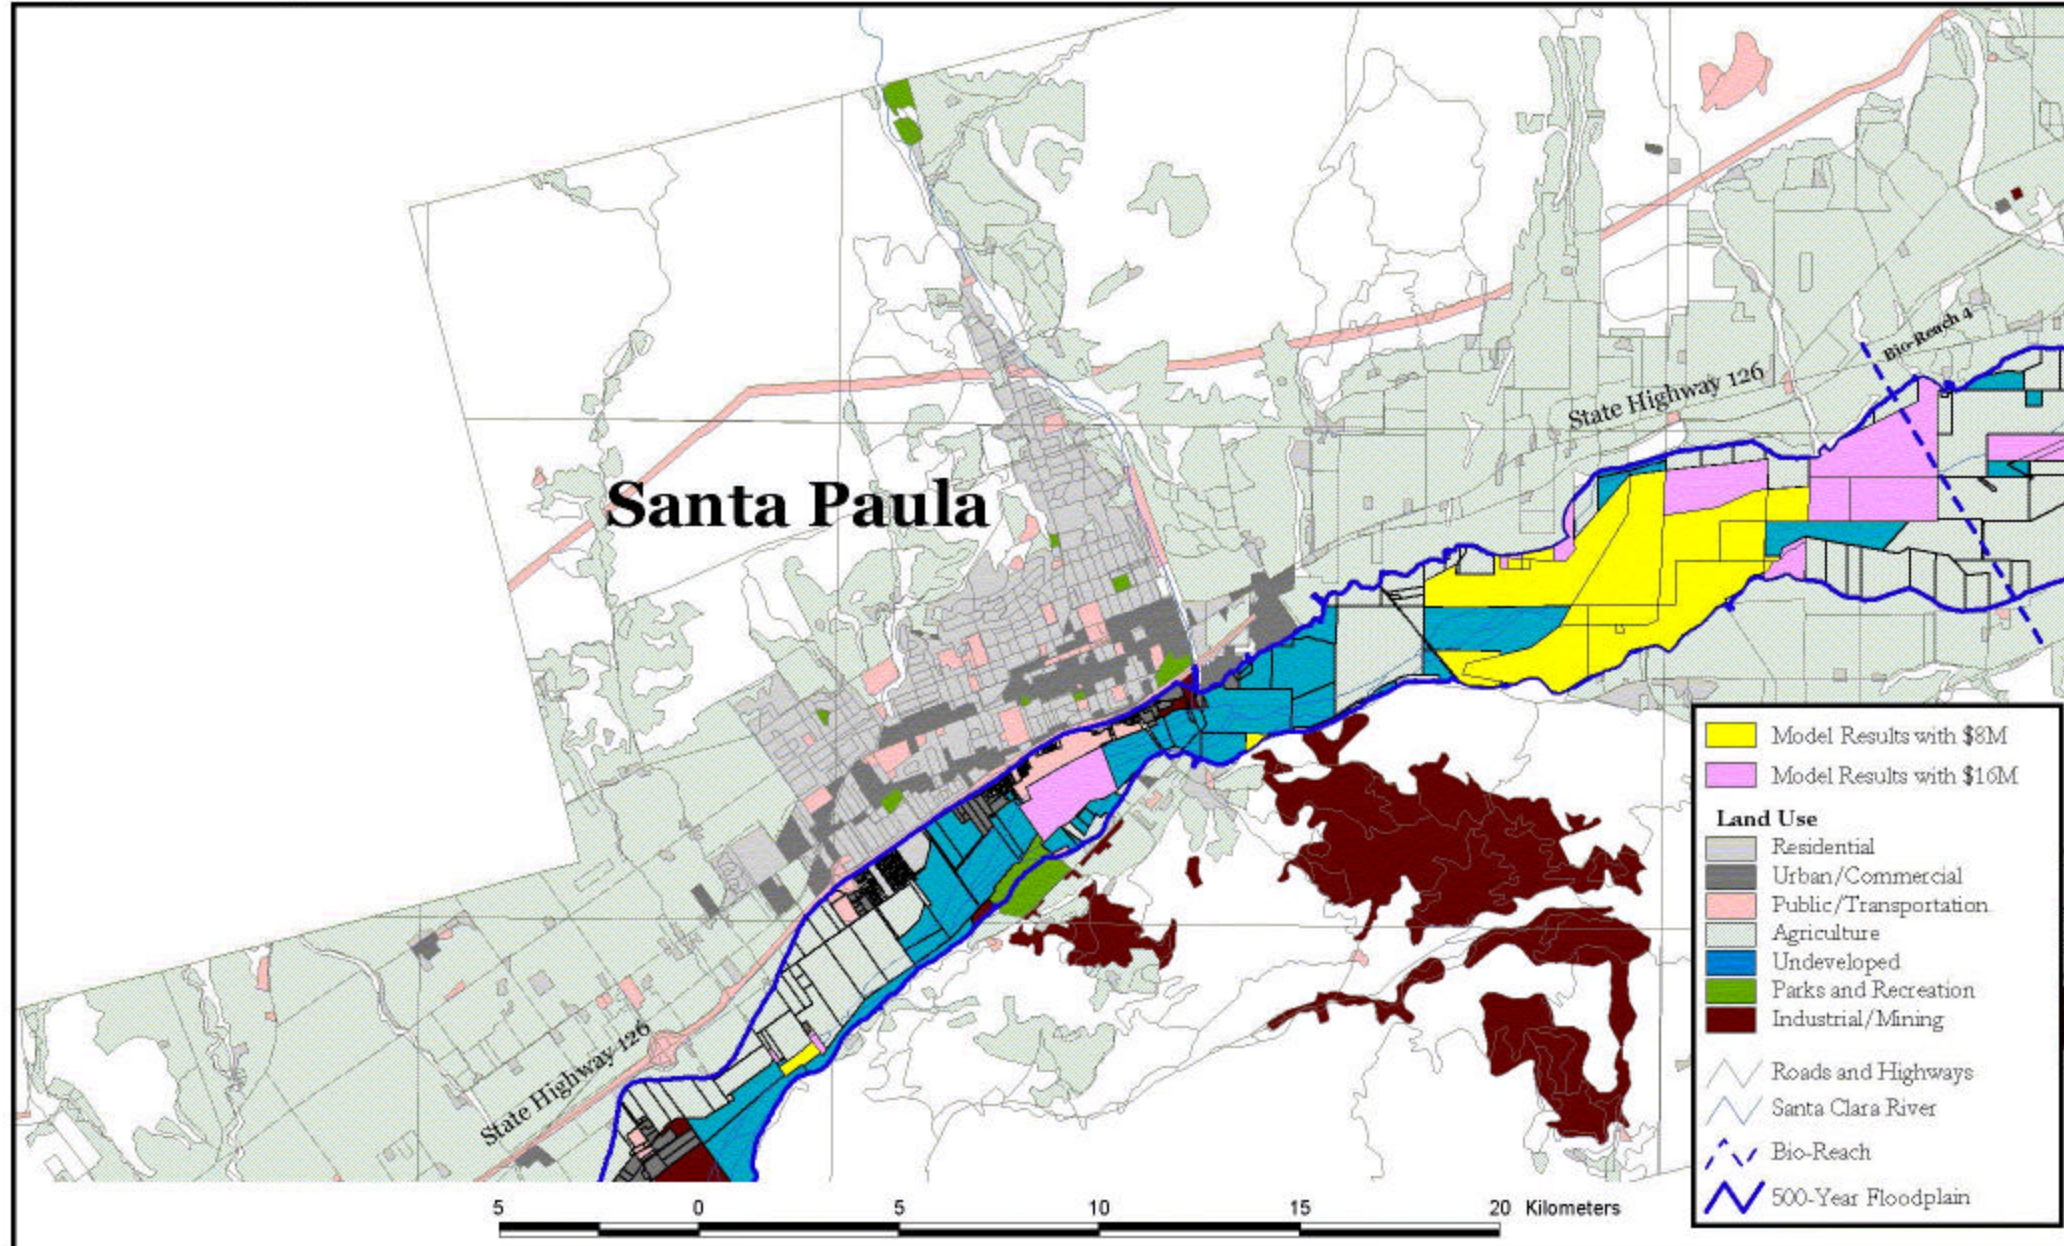 Bio-Reach 4
State Highway 126
Santa Paula
State Highway 126
Model Results with $8M
Model Results with $16M
Land Use
Residential
Urban/Commercial
Public/Transportation
Agriculture
Undeveloped
Parks and Recreation
Industrial/Mining
Roads and Highways
Santa Clara River
Bio-Reach
500-Year Floodplain
5 0 5 10 15 20 Kilometers